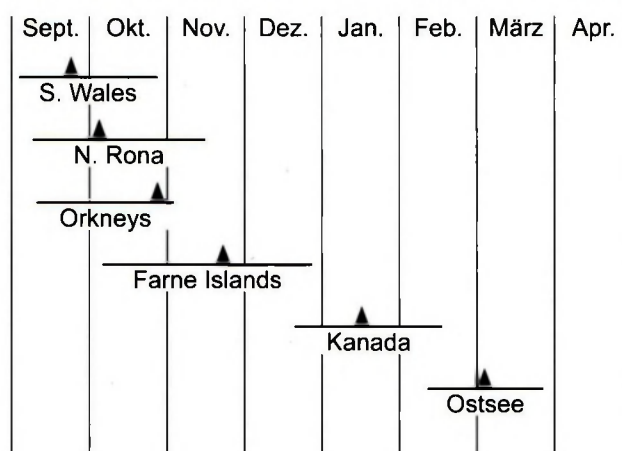 Sept. Okt. Nov. Dez. Jan. Feb. März Apr.
S. Wales
N. Rona
Orkneys
Farne Islands
Kanada
Ostsee